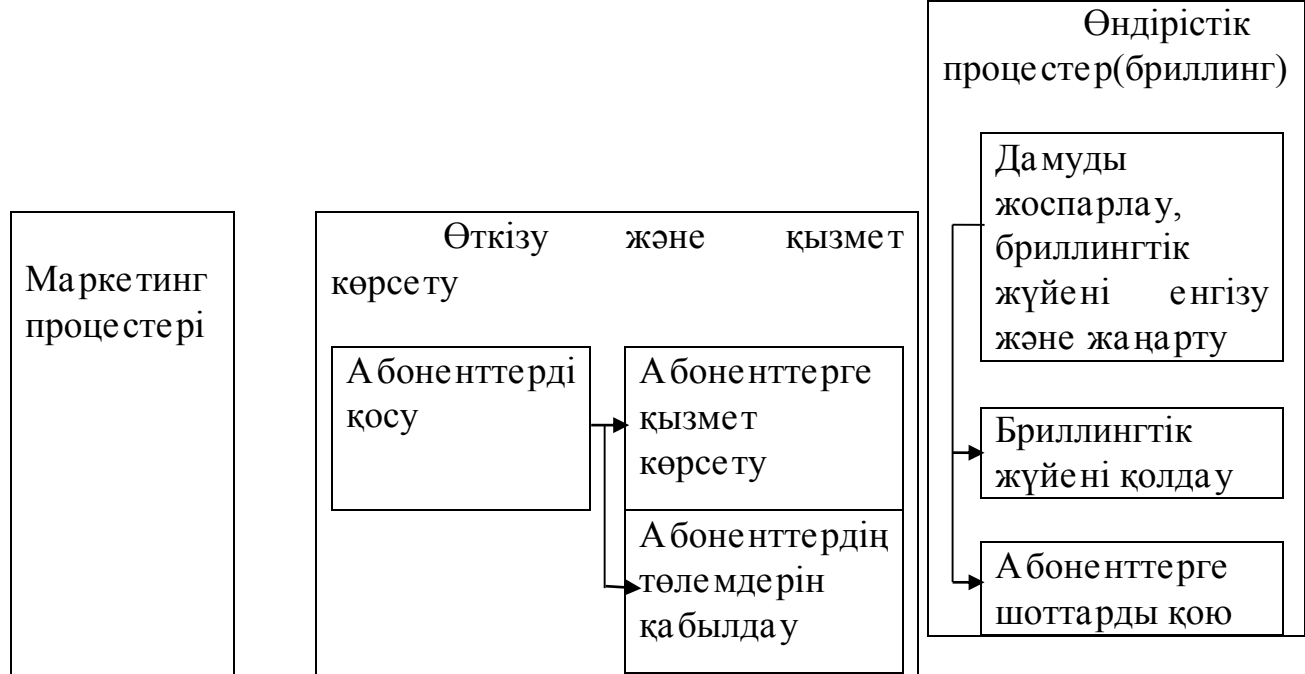 Маркетинг
процестері
Өткізу және қызмет
көрсету
Абоненттерді
қосу
Абоненттерге
қызмет
көрсету
Абоненттердің
төлемдерін
қабылдау
Өндірістік
процестер(бриллинг)
Дамуды
жоспарлау,
бриллингтік
жүйені енгізу
және жаңарту
Бриллингтік
жүйені қолдау
Абоненттерге
шоттарды қою